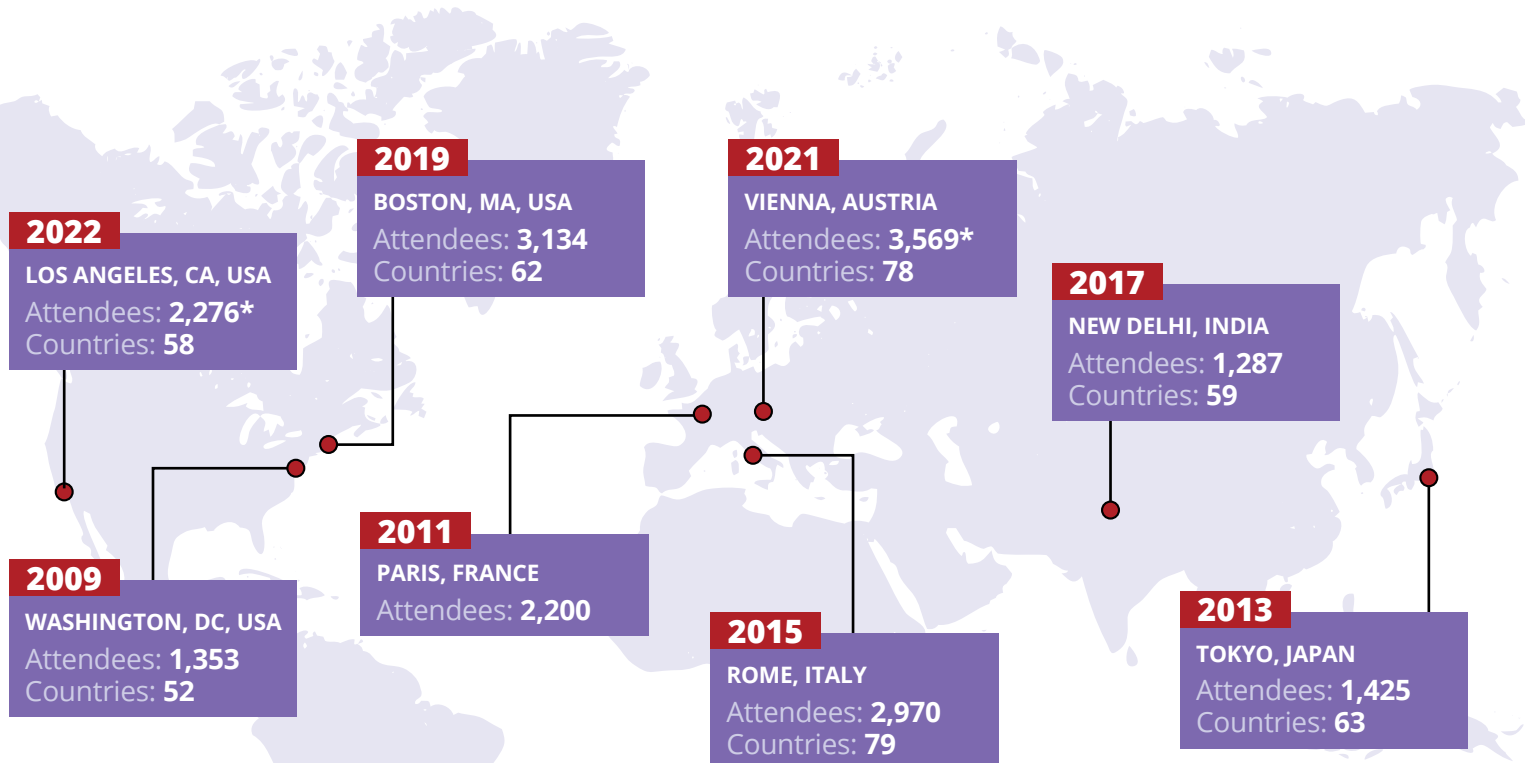 2019
BOSTON, MA, USA
Attendees: 3,134
Countries: 62
2021
VIENNA, AUSTRIA
Attendees: 3,569*
Countries: 78
2022
LOS ANGELES, CA, USA
Attendees: 2,276*
Countries: 58
2017
NEW DELHI, INDIA
Attendees: 1,287
Countries: 59
2011
PARIS, FRANCE
Attendees: 2,200
2009
WASHINGTON, DC, USA
Attendees: 1,353
Countries: 52
2015
ROME, ITALY
Attendees: 2,970
Countries: 79
2013
TOKYO, JAPAN
Attendees: 1,425
Countries: 63